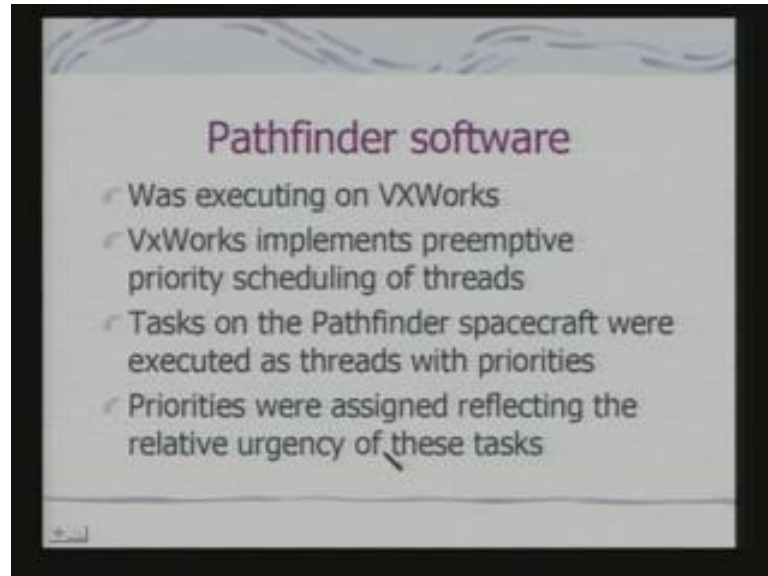 Pathfinder software
Was executing on VXWorks
VxWorks implements preemptive
priority scheduling of threads
Tasks on the Pathfinder spacecraft were
executed as threads with priorities
Priorities were assigned reflecting the
relative urgency of these tasks